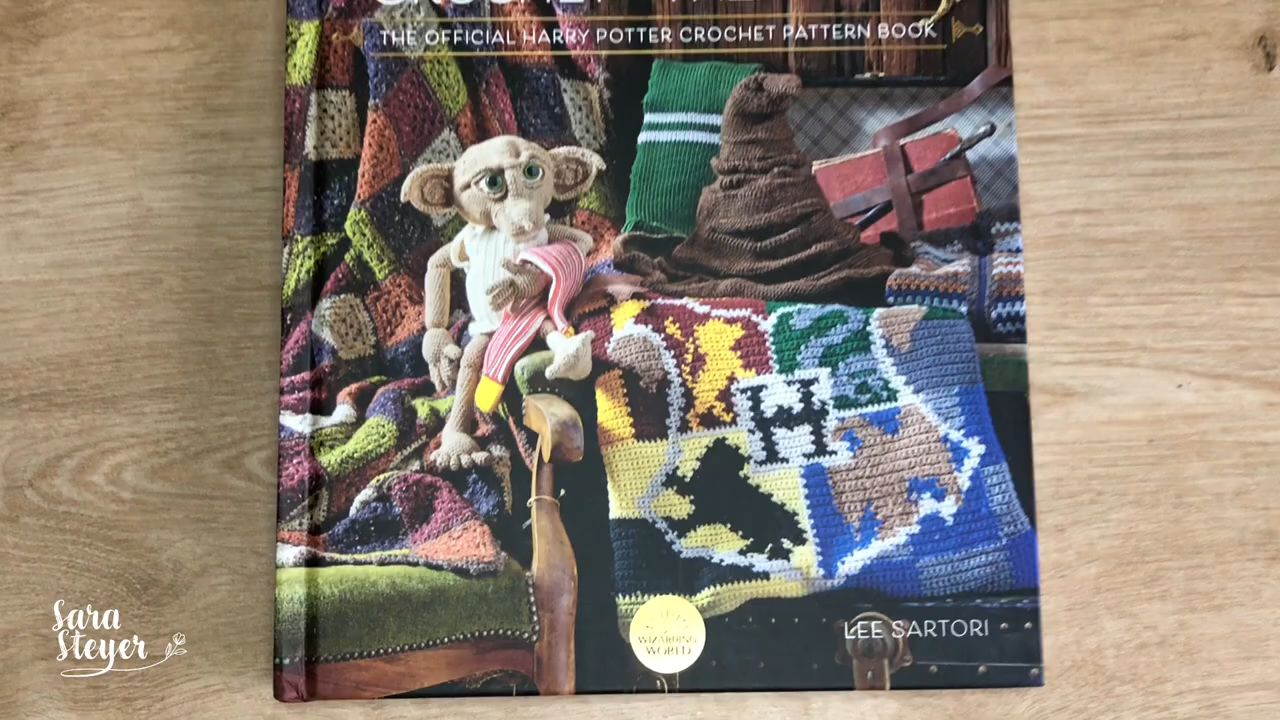 THE OFFICIAL HARRY POTTER CROCHET PATTERN BOOK
H
WIZARDING
WORLD
LEE SARTORI
Sara
Steyer